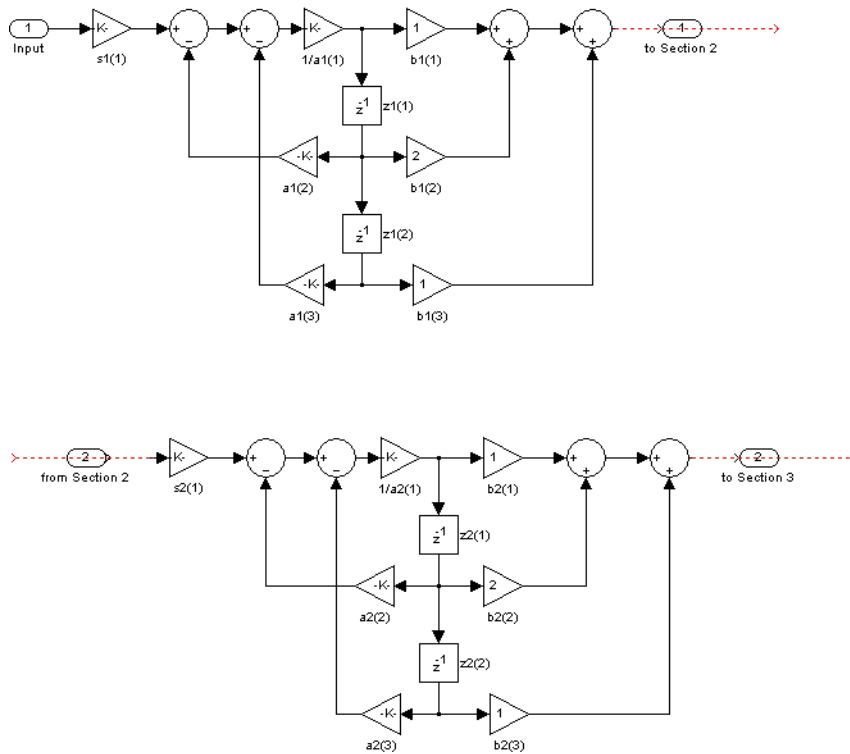 1 K- + + K- 1 + + 1
Input s1(1) − − 1/a1(1) b1(1) + + to Section 2
z⁻¹ z1(1)
-K- 2
a1(2) b1(2)
z⁻¹ z1(2)
-K- 1
a1(3) b1(3)
2 K- + + K- 1 + + 2
from Section 2 s2(1) − − 1/a2(1) b2(1) + + to Section 3
z⁻¹ z2(1)
-K- 2
a2(2) b2(2)
z⁻¹ z2(2)
-K- 1
a2(3) b2(3)